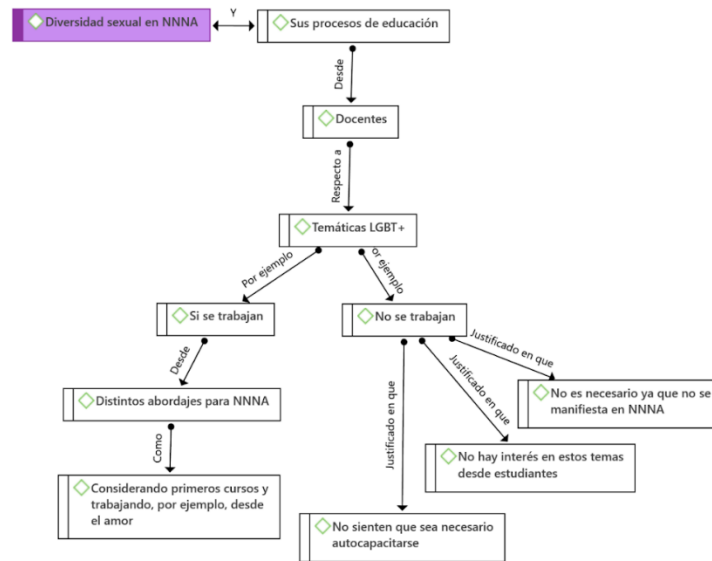 Diversidad sexual en NNNA
Y
Sus procesos de educación
Desde
Docentes
Respecto a
Temáticas LGBT+
Por ejemplo
or ejemplo
Si se trabajan
No se trabajan
Desde
Justificado en que
Justificado en que
Justificado en que
Distintos abordajes para NNNA
No es necesario ya que no se
manifiesta en NNNA
Como
No hay interés en estos temas
desde estudiantes
Considerando primeros cursos y
trabajando, por ejemplo, desde
el amor
No sienten que sea necesario
autocapacitarse